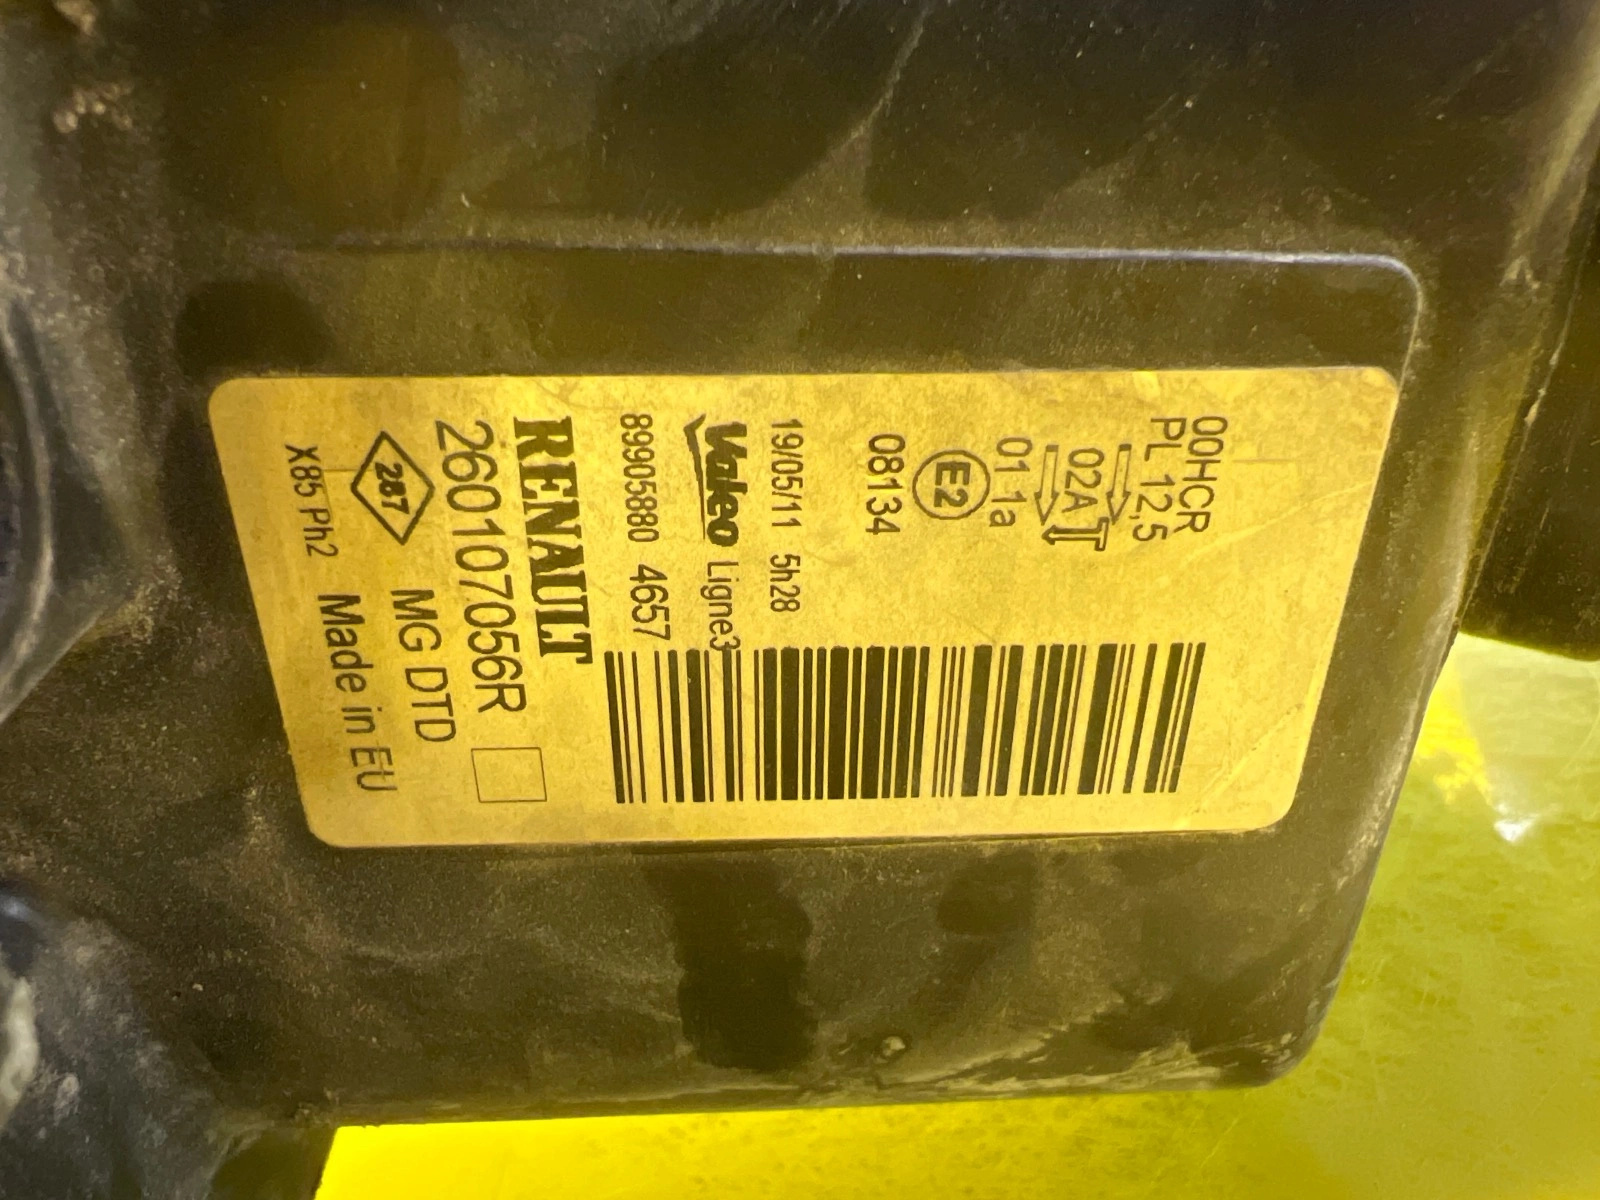 00HCR
PL 12,5
02A
01 1a
E2
08134
19/05/11 5h28
Valeo Ligne3
89905880 4657
RENAULT
260107056R
287 MG DTD
X85 Ph2 Made in EU